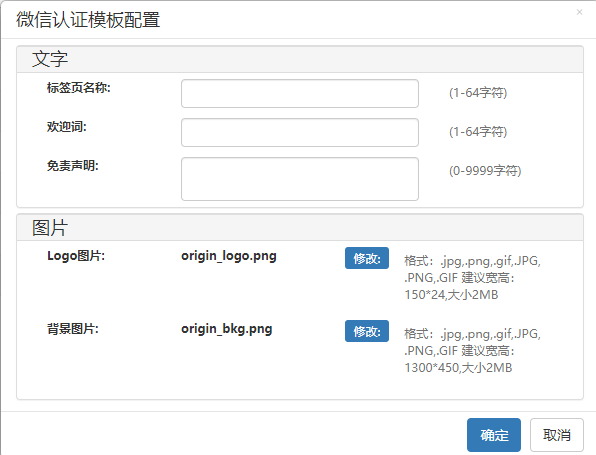 微信认证模板配置
×
文字
标签页名称: (1-64字符)
欢迎词: (1-64字符)
免责声明: (0-9999字符)
图片
Logo图片: origin_logo.png 修改: 格式：.jpg,.png,.gif,.JPG,
.PNG,.GIF 建议宽高：
150*24,大小2MB
背景图片: origin_bkg.png 修改: 格式：.jpg,.png,.gif,.JPG,
.PNG,.GIF 建议宽高：
1300*450,大小2MB
确定 取消